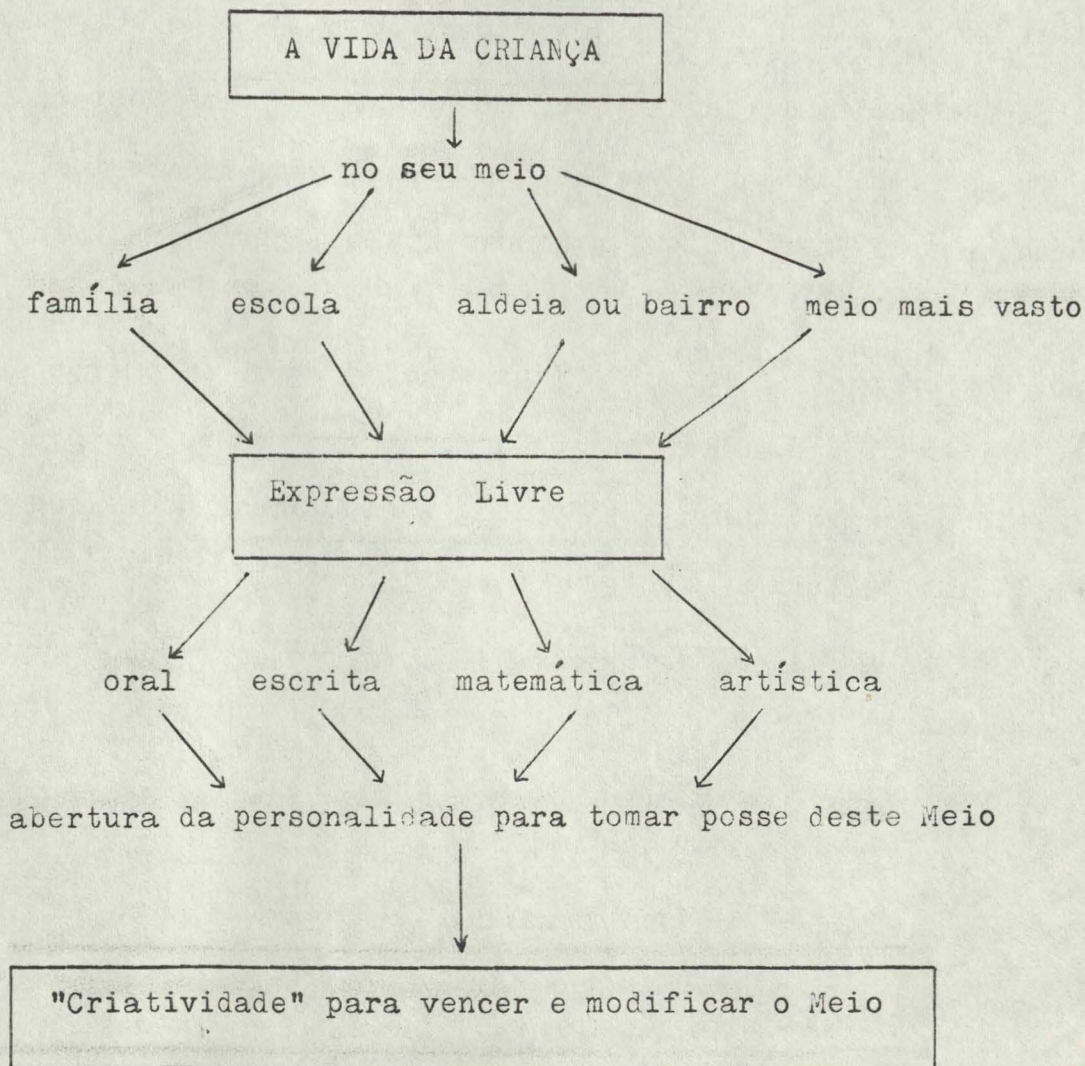 A VIDA DA CRIANÇA
no seu meio
família escola aldeia ou bairro meio mais vasto
Expressão Livre
oral escrita matemática artística
abertura da personalidade para tomar posse deste Meio
"Criatividade" para vencer e modificar o Meio